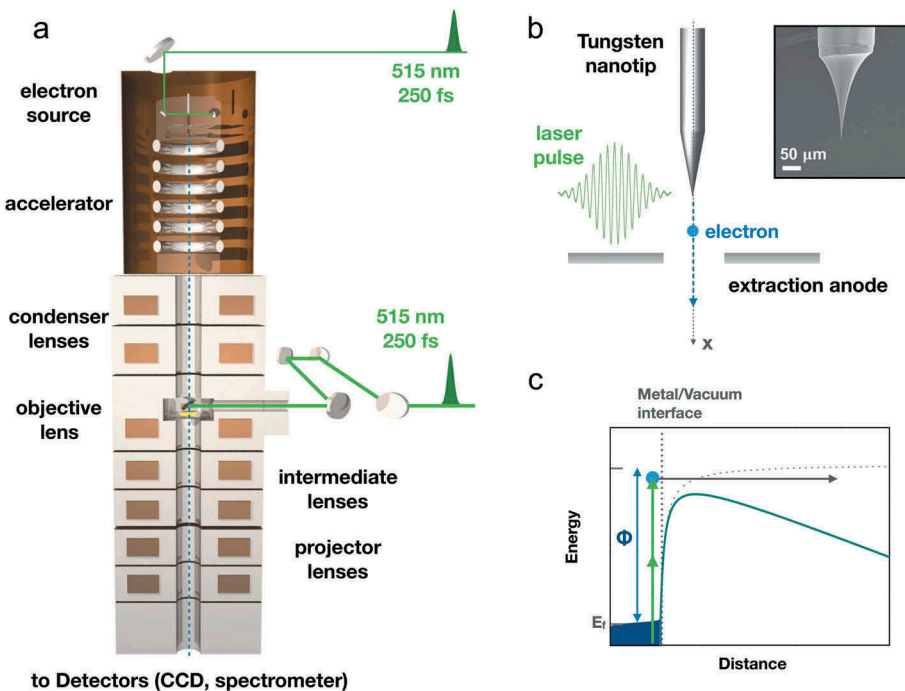 a
515 nm
250 fs
electron
source
accelerator
condenser
lenses
515 nm
250 fs
objective
lens
intermediate
lenses
projector
lenses
to Detectors (CCD, spectrometer)
b
Tungsten
nanotip
50 μm
laser
pulse
electron
extraction anode
x
c
Metal/Vacuum
interface
Energy
Φ
E_f
Distance